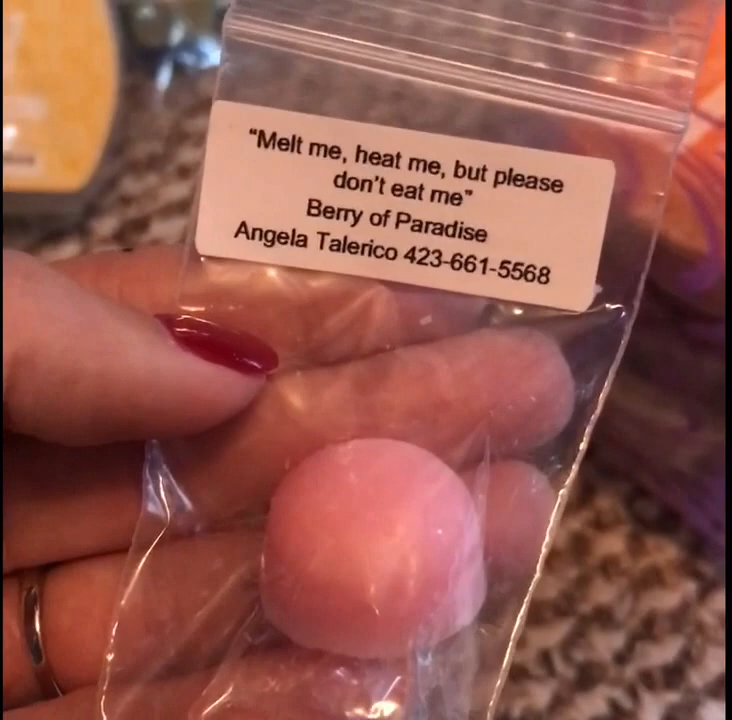 "Melt me, heat me, but please
don't eat me"
Berry of Paradise
Angela Talerico 423-661-5568